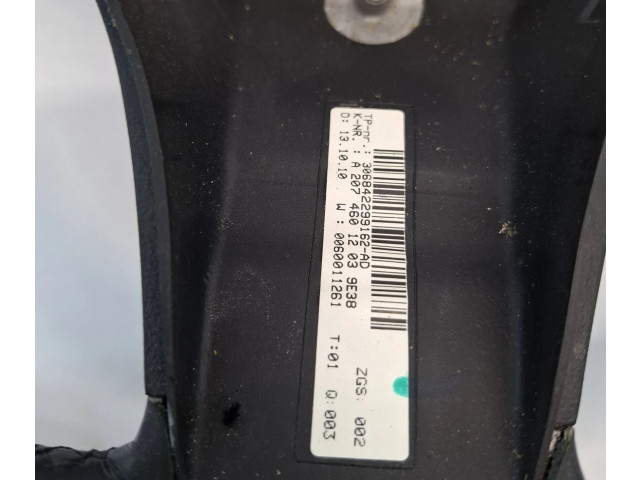 TP-nr.: 306842299162-AD
K-NR. : A 207 460 12 03 9E38
D: 13.10.10 W : 0060011261
ZGS: 002
T:01 Q:003